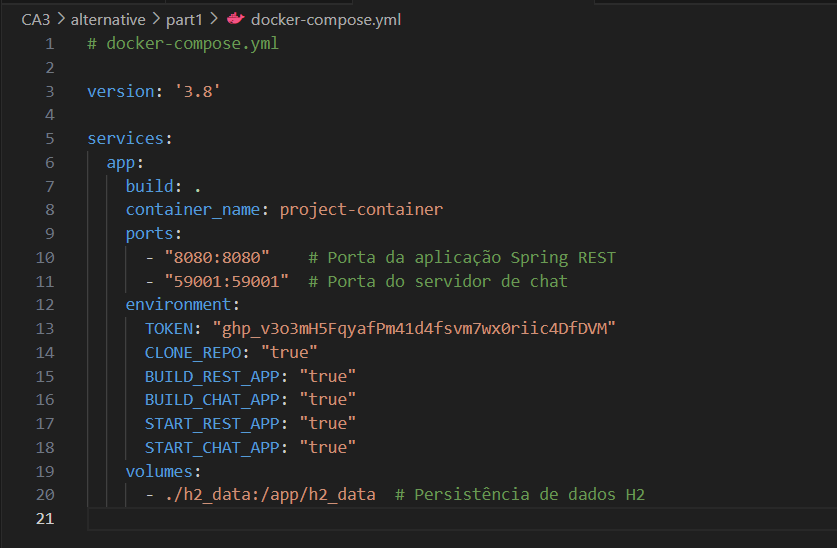 CA3 > alternative > part1 > docker-compose.yml
1 # docker-compose.yml
2
3 version: '3.8'
4
5 services:
6   app:
7     build: .
8     container_name: project-container
9     ports:
10       - "8080:8080"    # Porta da aplicação Spring REST
11       - "59001:59001"  # Porta do servidor de chat
12     environment:
13       TOKEN: "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"
14       CLONE_REPO: "true"
15       BUILD_REST_APP: "true"
16       BUILD_CHAT_APP: "true"
17       START_REST_APP: "true"
18       START_CHAT_APP: "true"
19     volumes:
20       - ./h2_data:/app/h2_data  # Persistência de dados H2
21